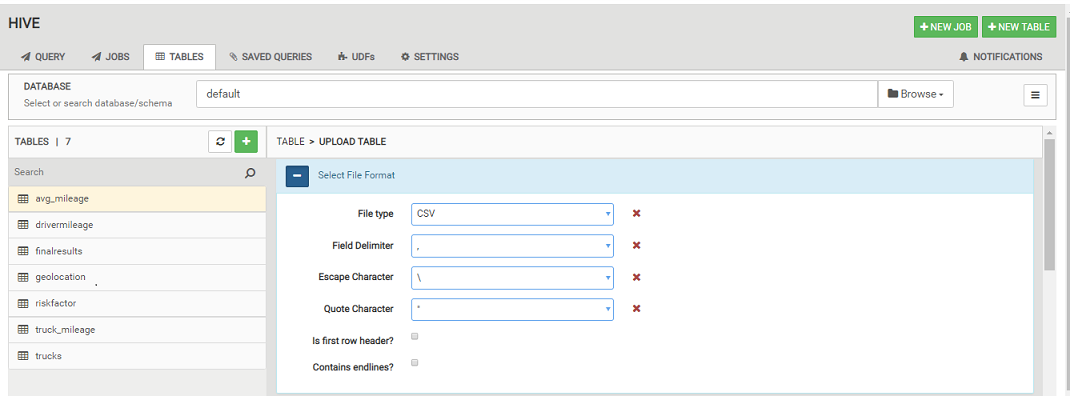 HIVE
NEW JOB NEW TABLE
QUERY JOBS TABLES SAVED QUERIES UDFs SETTINGS NOTIFICATIONS
DATABASE
Select or search database/schema
default
Browse
TABLES | 7
TABLE > UPLOAD TABLE
Search
Select File Format
avg_mileage
drivermileage
finalresults
geolocation
riskfactor
truck_mileage
trucks
File type CSV
Field Delimiter ,
Escape Character \
Quote Character "
Is first row header?
Contains endlines?